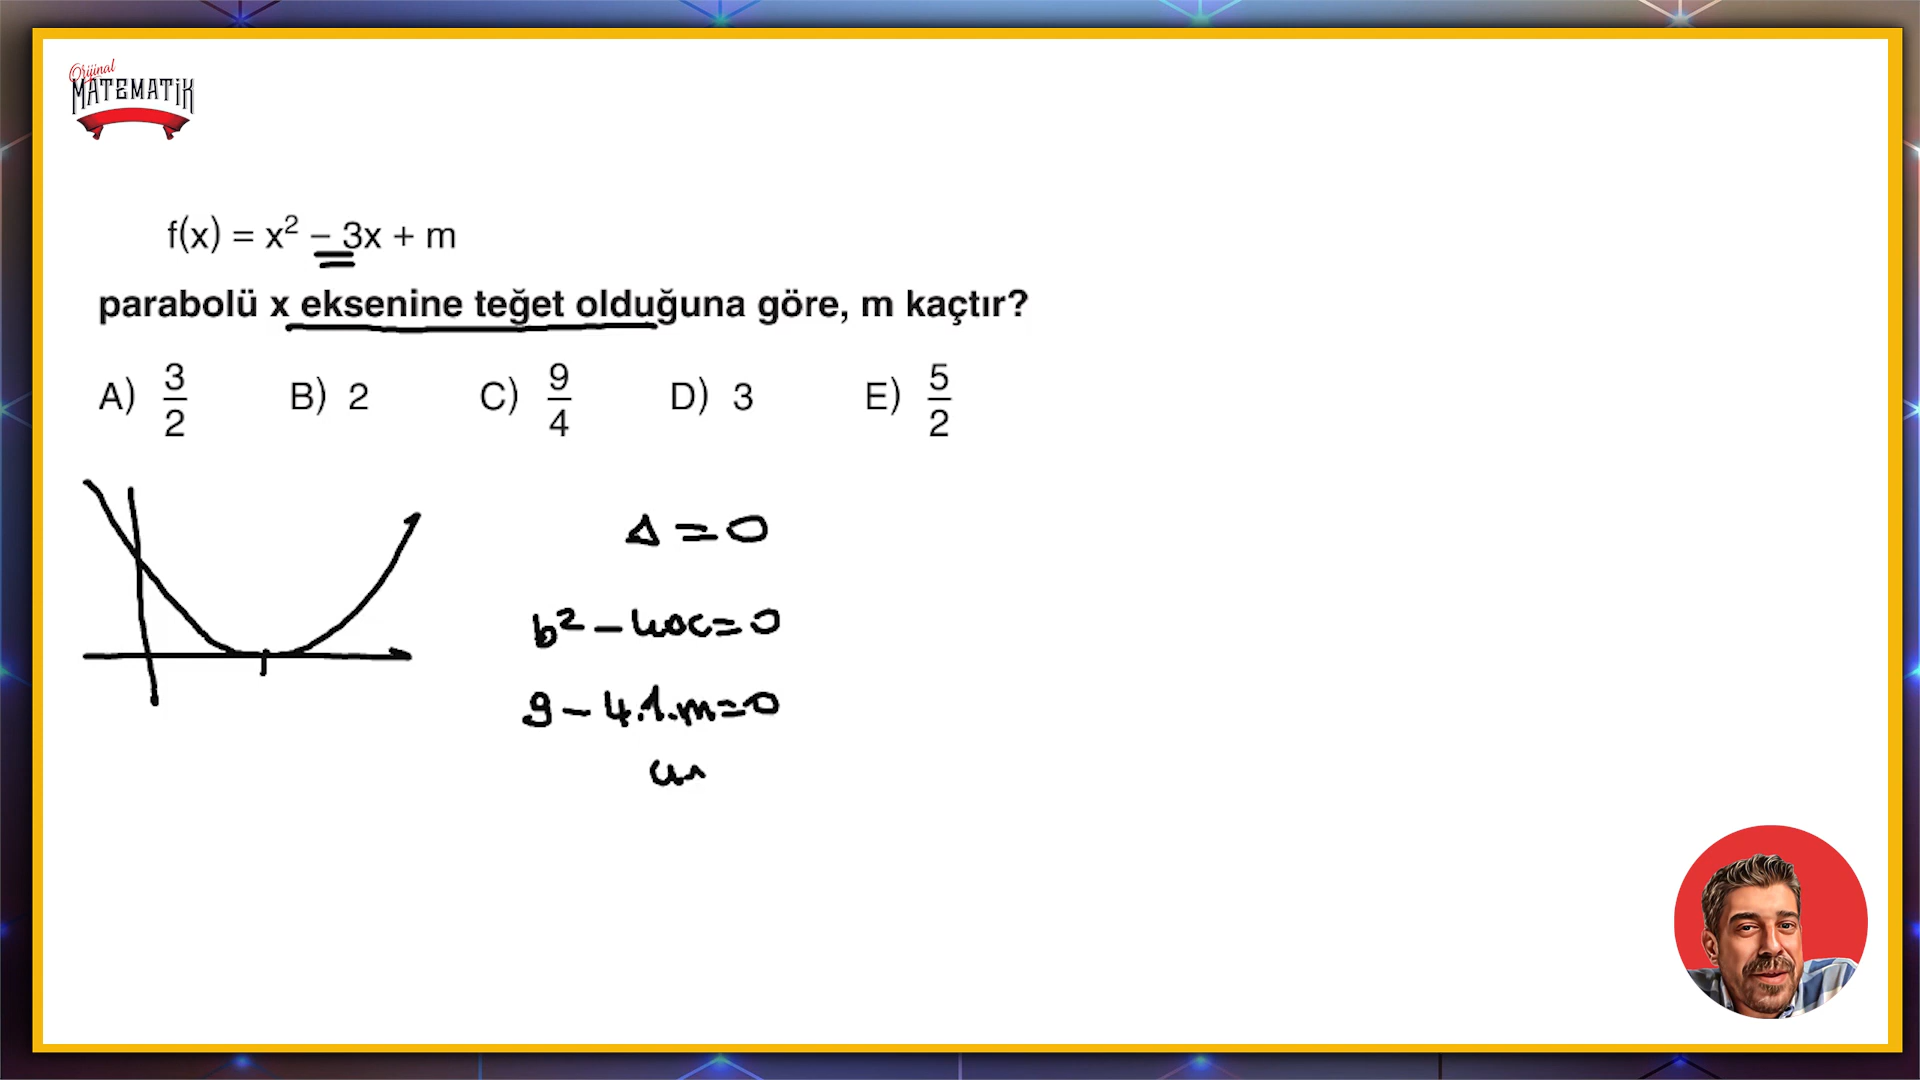 Orijinal
MATEMATİK
f(x) = x² – 3x + m
parabolü x eksenine teğet olduğuna göre, m kaçtır?
A) 3/2 B) 2 C) 9/4 D) 3 E) 5/2
Δ = 0
b² – 4ac = 0
9 – 4.1.m = 0